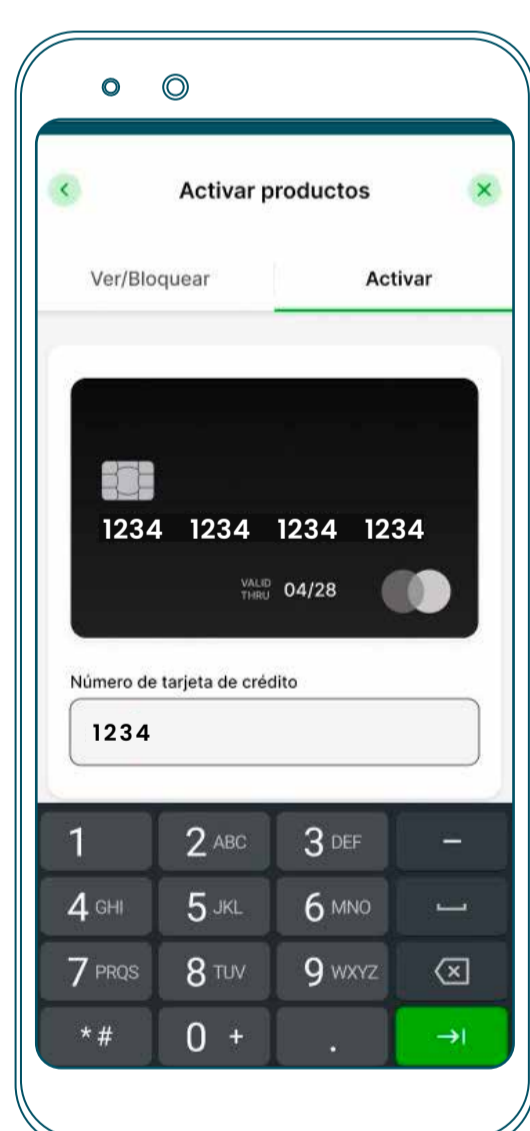 Activar productos
Ver/Bloquear Activar
1234 1234 1234 1234
VALID THRU 04/28
Número de tarjeta de crédito
1234
1 2 ABC 3 DEF –
4 GHI 5 JKL 6 MNO
7 PRQS 8 TUV 9 WXYZ
* # 0 + .